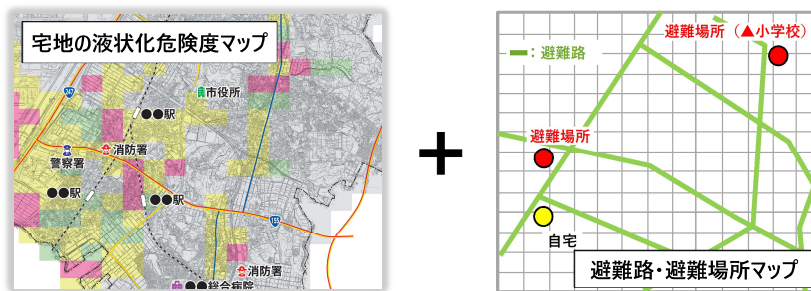 宅地の液状化危険度マップ
247
市役所
●●駅
消防署
警察署
●●駅
●●駅
155
消防署
●●総合病院
+
避難場所（▲小学校）
：避難路
避難場所
自宅
避難路・避難場所マップ